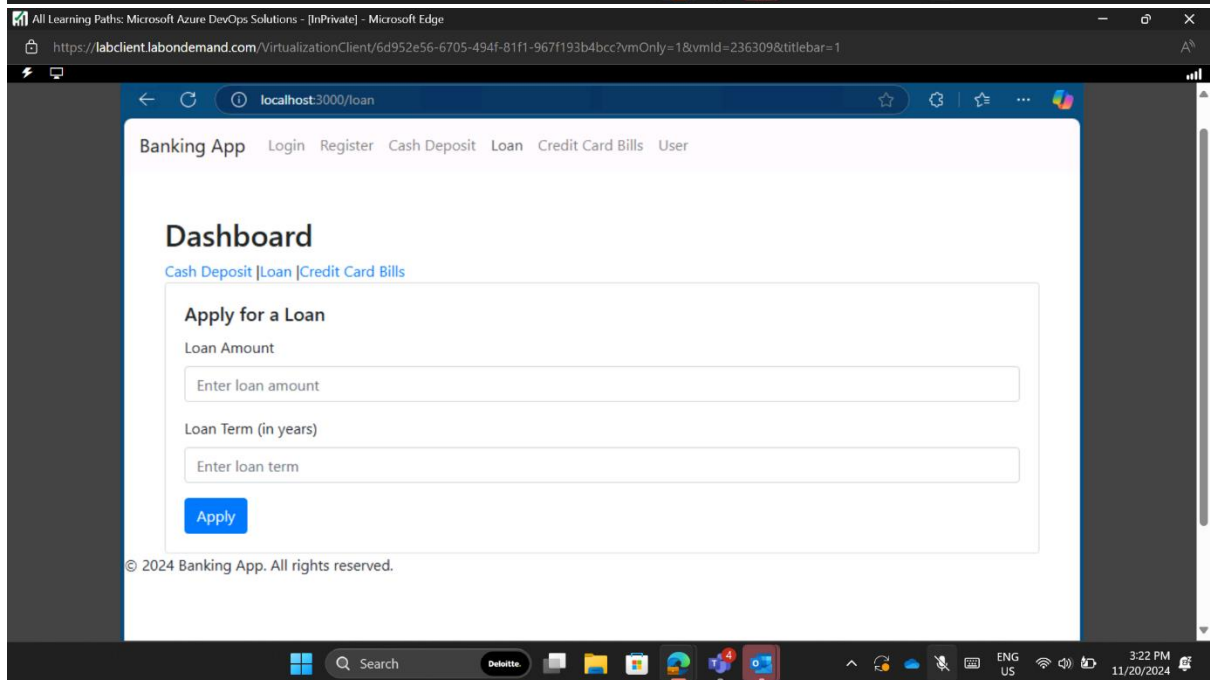 All Learning Paths: Microsoft Azure DevOps Solutions - [InPrivate] - Microsoft Edge
https://labclient.labondemand.com/VirtualizationClient/6d952e56-6705-494f-81f1-967f193b4bcc?vmOnly=1&vmId=236309&titlebar=1
localhost:3000/loan
Banking App Login Register Cash Deposit Loan Credit Card Bills User
Dashboard
Cash Deposit |Loan |Credit Card Bills
Apply for a Loan
Loan Amount
Enter loan amount
Loan Term (in years)
Enter loan term
Apply
© 2024 Banking App. All rights reserved.
Search Deloitte. 4 ENG 3:22 PM
US 11/20/2024